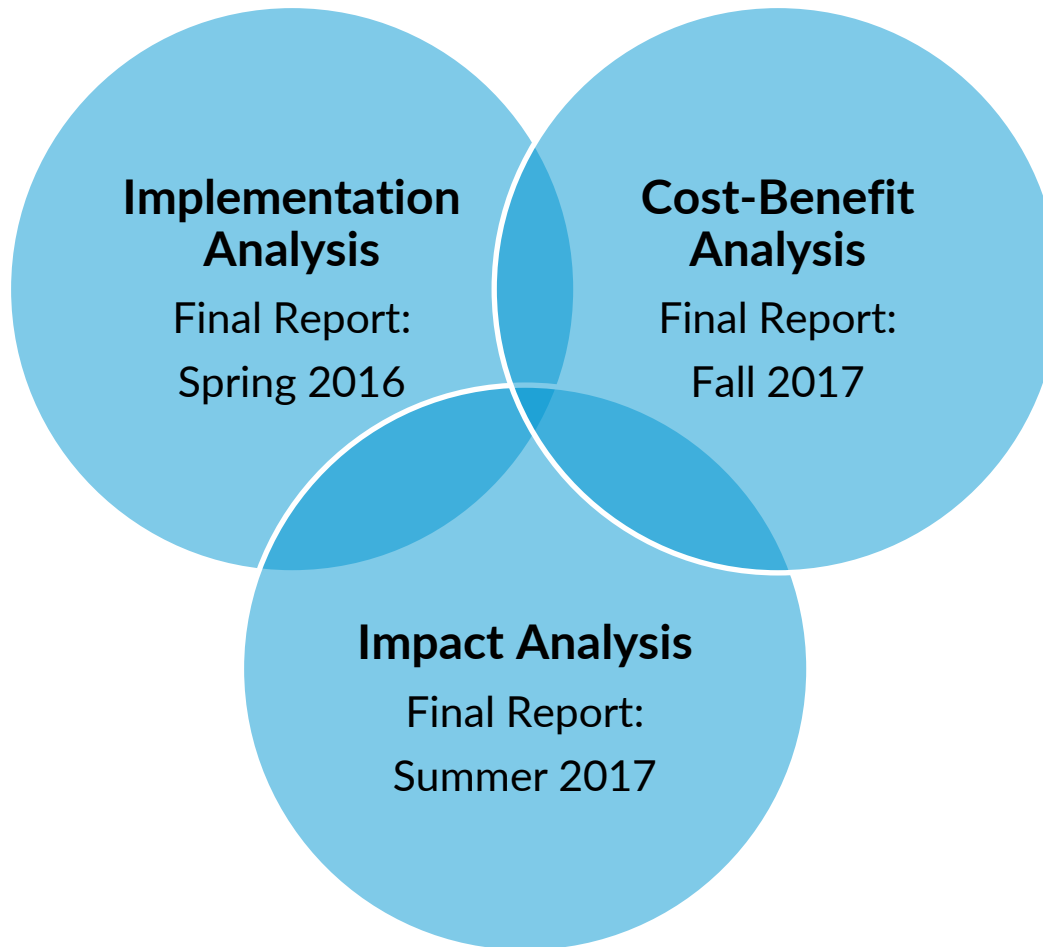 Implementation
Analysis
Final Report:
Spring 2016
Cost-Benefit
Analysis
Final Report:
Fall 2017
Impact Analysis
Final Report:
Summer 2017